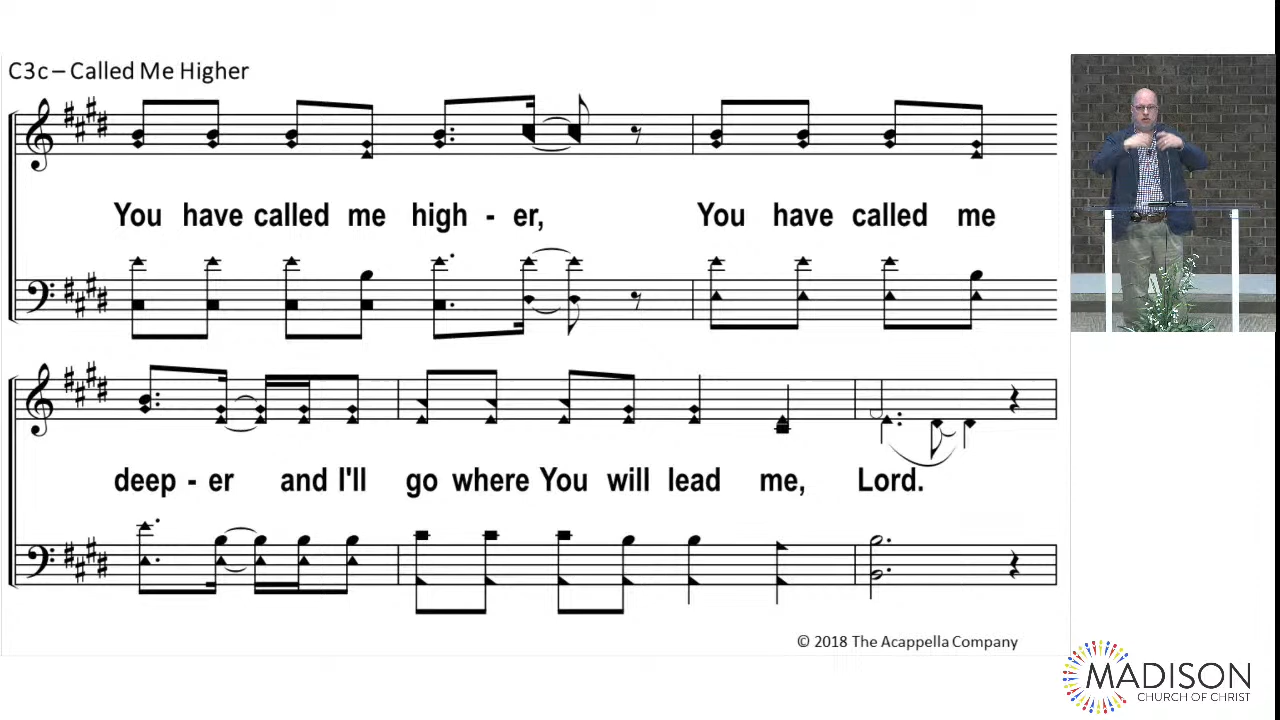 C3c – Called Me Higher
You have called me high - er, You have called me
deep - er and I'll go where You will lead me, Lord.
© 2018 The Acappella Company
MADISON
CHURCH OF CHRIST